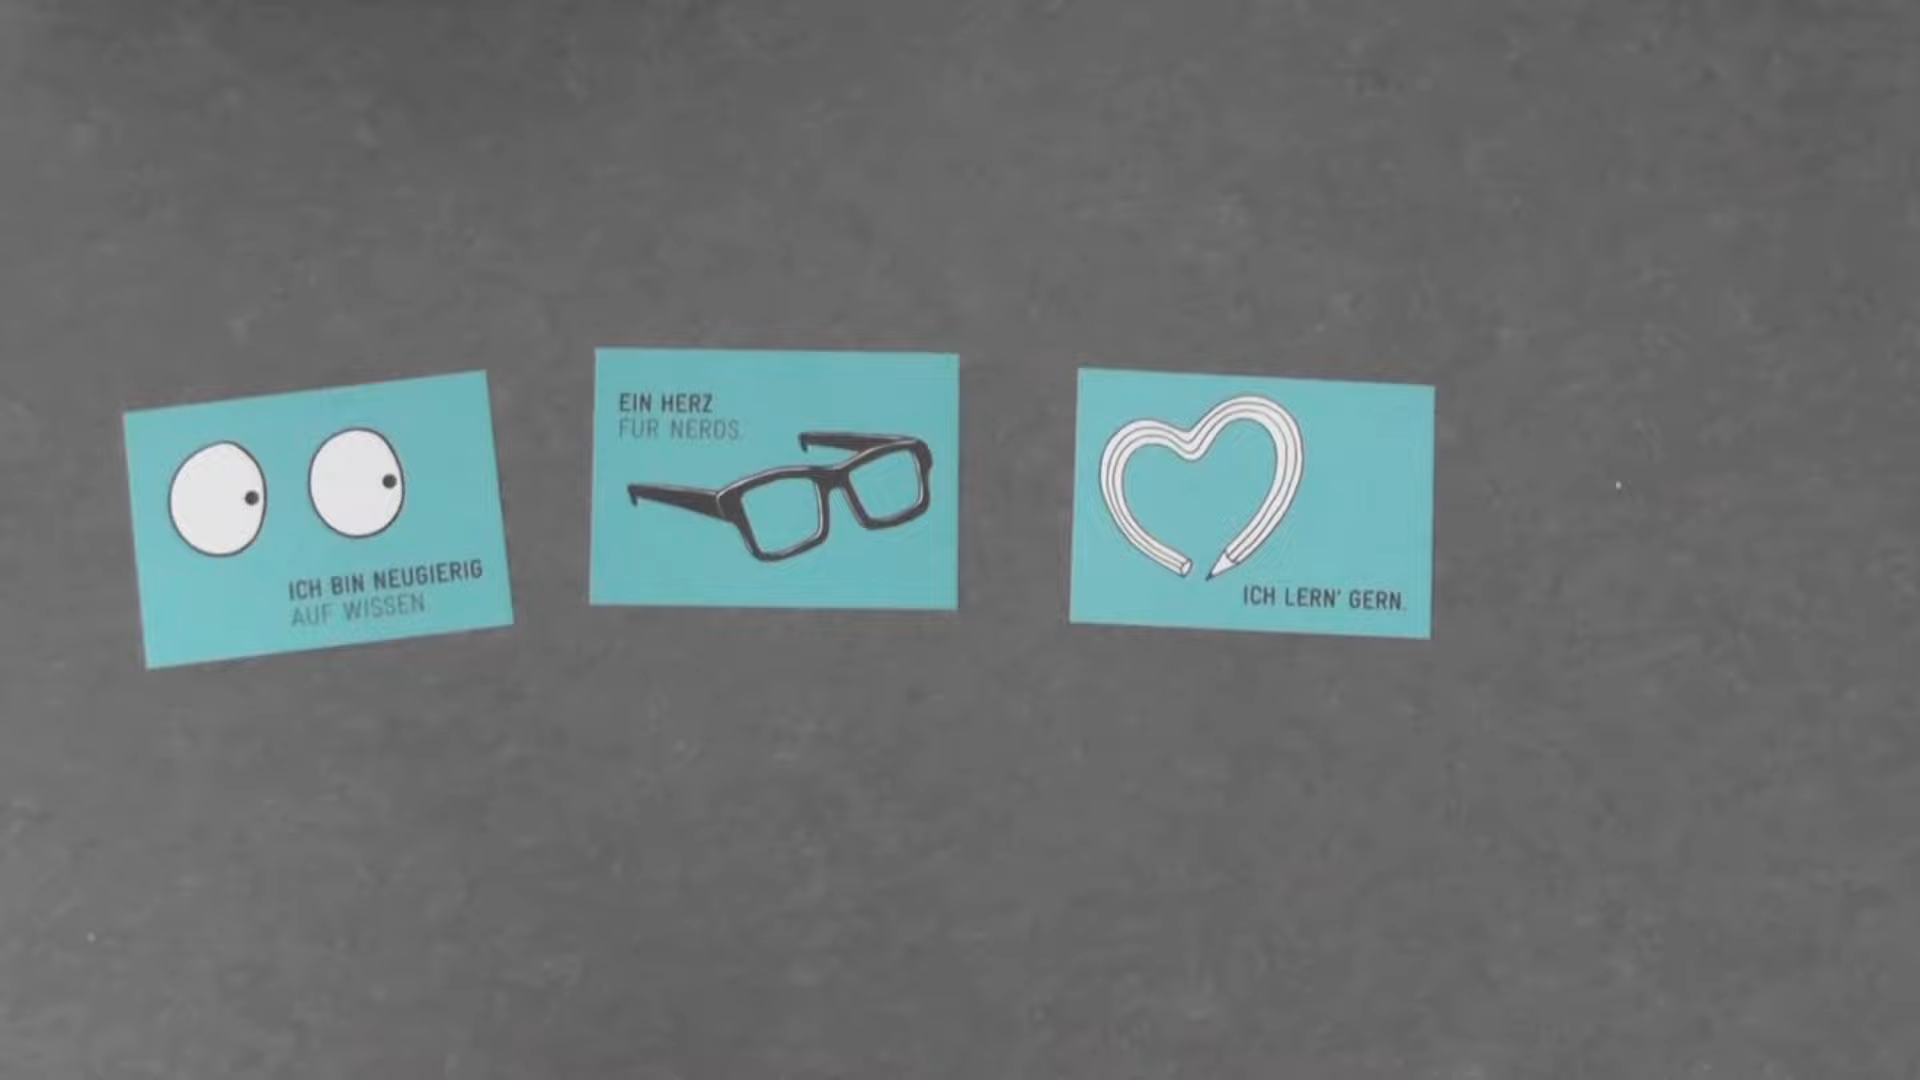 ICH BIN NEUGIERIG
AUF WISSEN
EIN HERZ
FÜR NERDS.
ICH LERN' GERN.